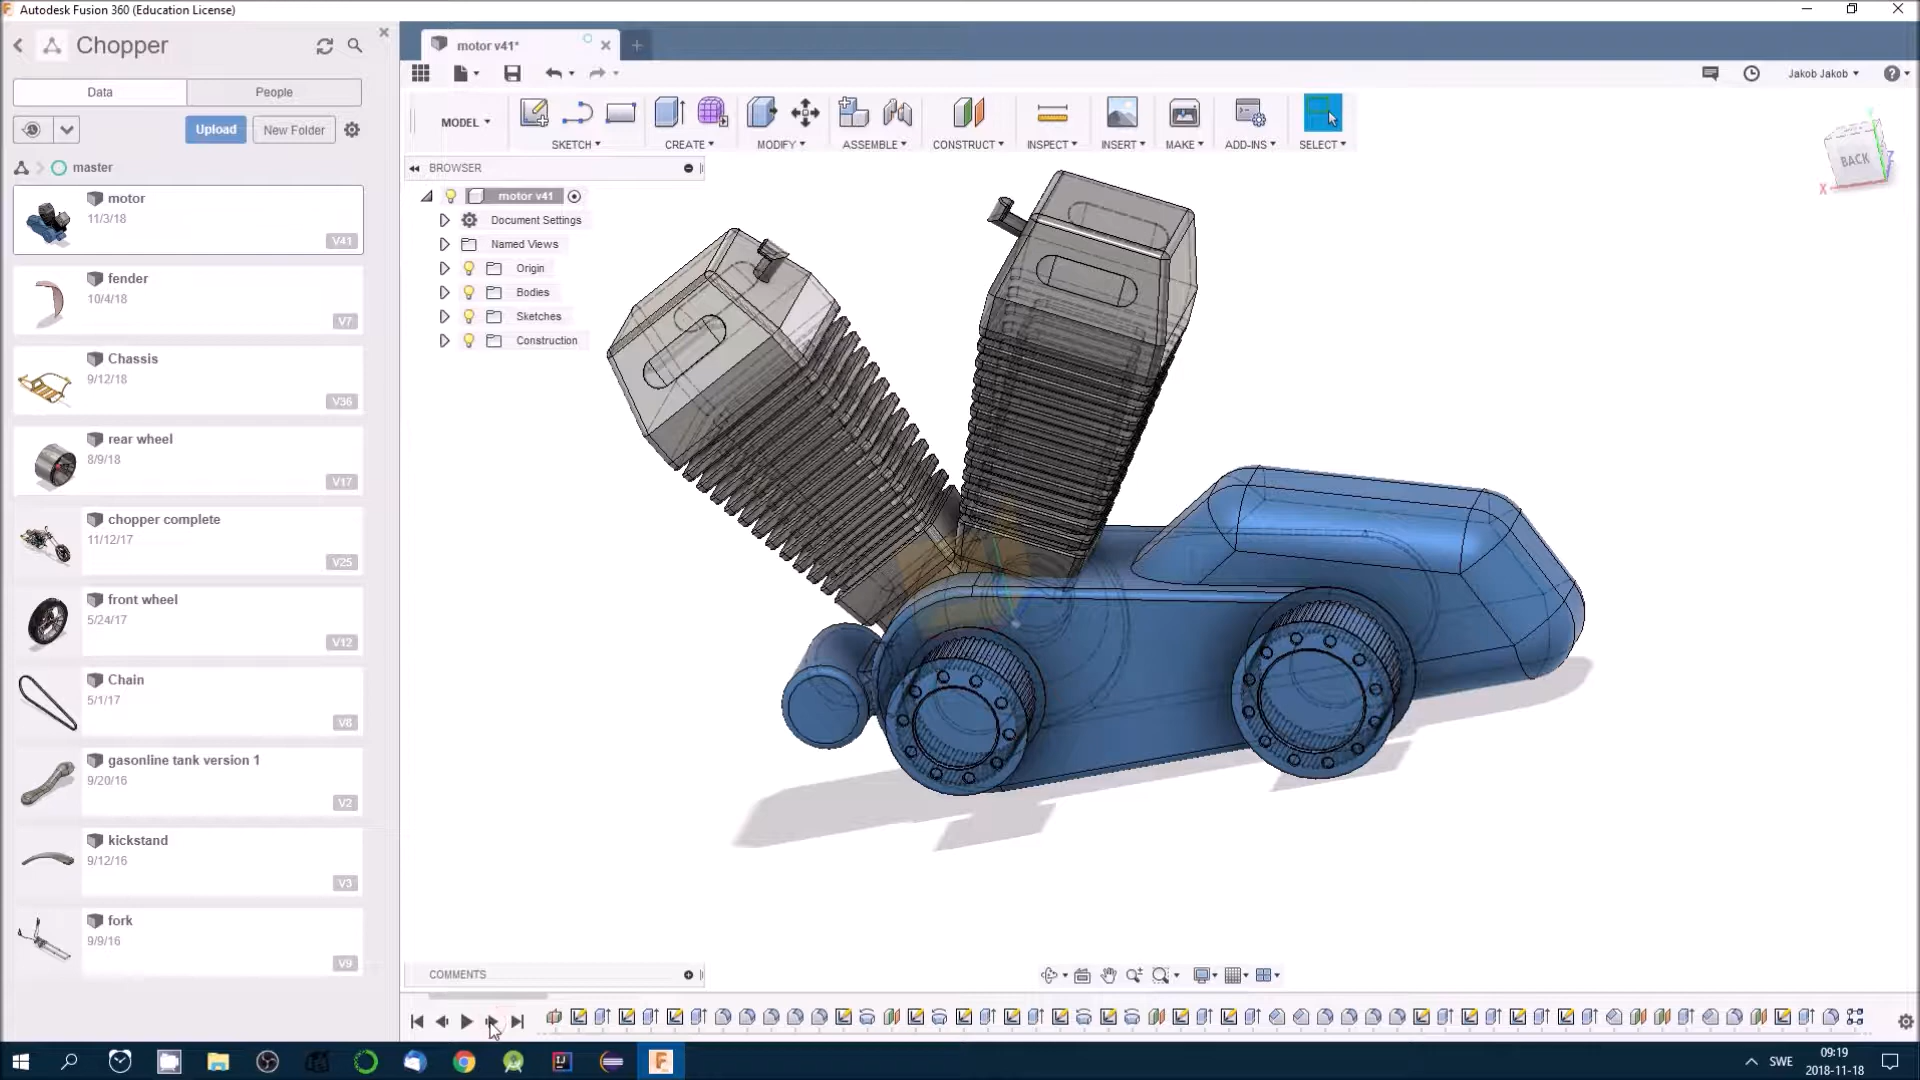 Autodesk Fusion 360 (Education License)
Chopper
Data
People
Upload
New Folder
master
motor
11/3/18
V41
fender
10/4/18
V7
Chassis
9/12/18
V36
rear wheel
8/9/18
V17
chopper complete
11/12/17
V25
front wheel
5/24/17
V12
Chain
5/1/17
V8
gasonline tank version 1
9/20/16
V2
kickstand
9/12/16
V3
fork
9/9/16
V9
motor v41*
Jakob Jakob
MODEL
SKETCH
CREATE
MODIFY
ASSEMBLE
CONSTRUCT
INSPECT
INSERT
MAKE
ADD-INS
SELECT
BROWSER
motor v41
Document Settings
Named Views
Origin
Bodies
Sketches
Construction
BACK
X
Z
COMMENTS
SWE
09:19
2018-11-18